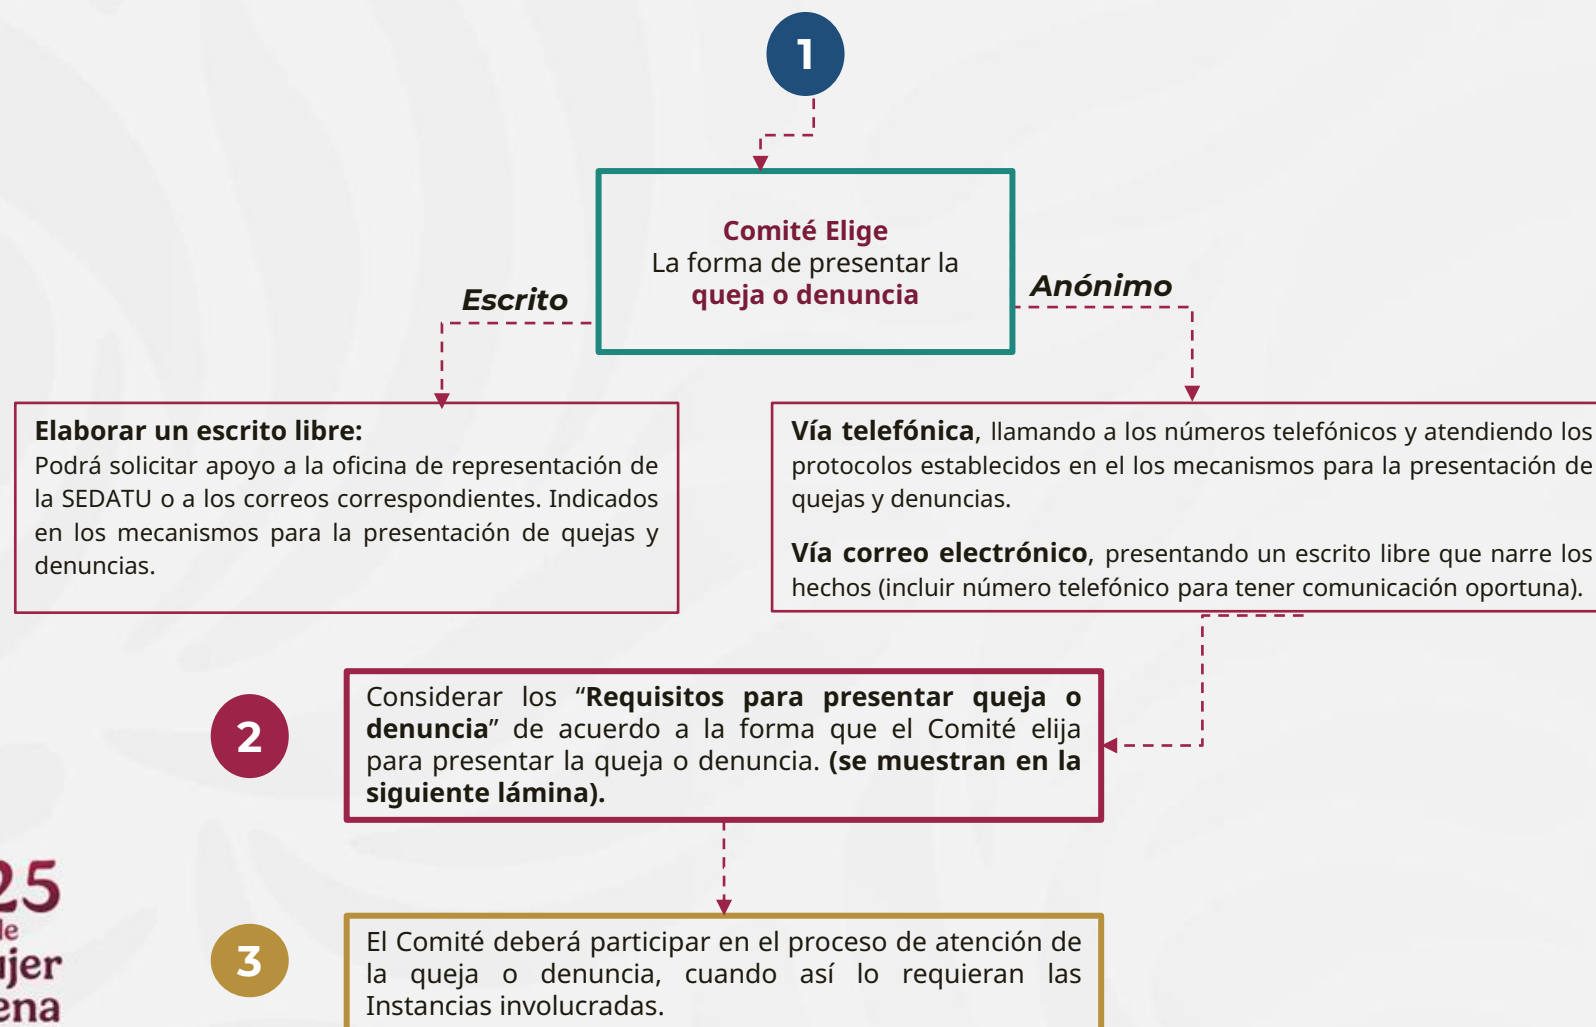 1
Comité Elige
La forma de presentar la
queja o denuncia
Escrito
Anónimo
Elaborar un escrito libre:
Podrá solicitar apoyo a la oficina de representación de
la SEDATU o a los correos correspondientes. Indicados
en los mecanismos para la presentación de quejas y
denuncias.
Vía telefónica, llamando a los números telefónicos y atendiendo los
protocolos establecidos en el los mecanismos para la presentación de
quejas y denuncias.
Vía correo electrónico, presentando un escrito libre que narre los
hechos (incluir número telefónico para tener comunicación oportuna).
2
Considerar los “Requisitos para presentar queja o
denuncia” de acuerdo a la forma que el Comité elija
para presentar la queja o denuncia. (se muestran en la
siguiente lámina).
3
El Comité deberá participar en el proceso de atención de
la queja o denuncia, cuando así lo requieran las
Instancias involucradas.
25